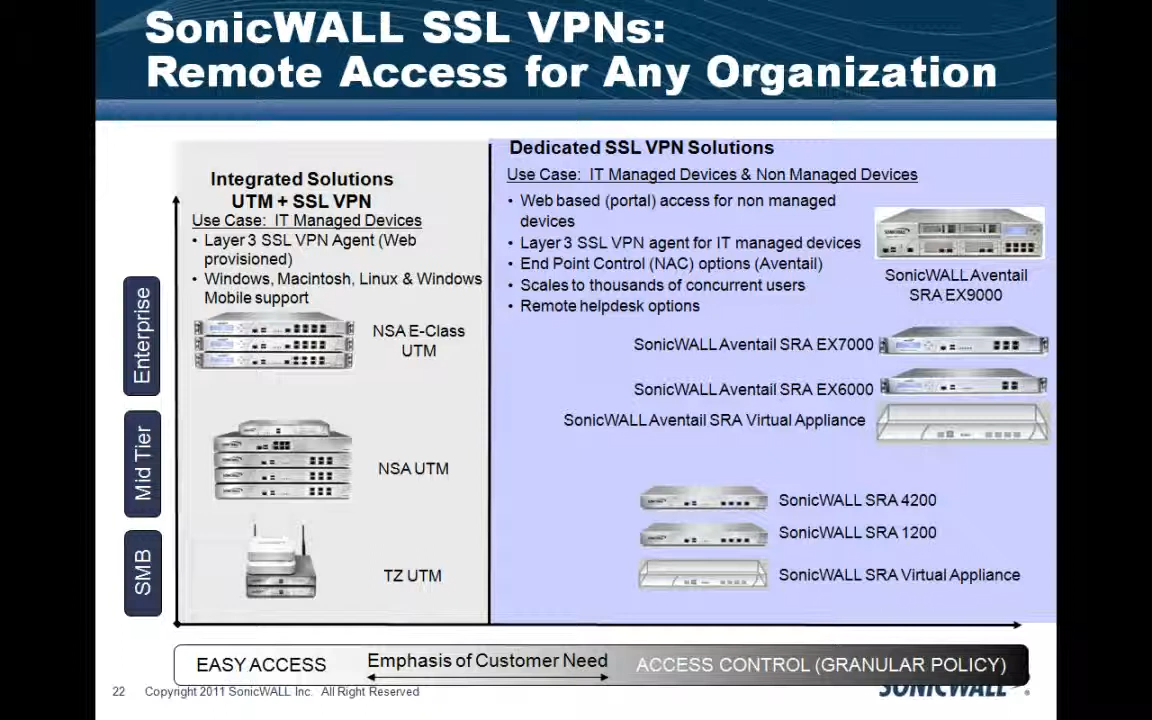 SonicWALL SSL VPNs:
Remote Access for Any Organization
Integrated Solutions
UTM + SSL VPN
Use Case: IT Managed Devices
• Layer 3 SSL VPN Agent (Web
provisioned)
• Windows, Macintosh, Linux & Windows
Mobile support
Dedicated SSL VPN Solutions
Use Case: IT Managed Devices & Non Managed Devices
• Web based (portal) access for non managed
devices
• Layer 3 SSL VPN agent for IT managed devices
• End Point Control (NAC) options (Aventail)
• Scales to thousands of concurrent users
• Remote helpdesk options
SonicWALL Aventail
SRA EX9000
Enterprise
NSA E-Class
UTM
SonicWALL Aventail SRA EX7000
SonicWALL Aventail SRA EX6000
SonicWALL Aventail SRA Virtual Appliance
Mid Tier
NSA UTM
SonicWALL SRA 4200
SonicWALL SRA 1200
SMB
TZ UTM
SonicWALL SRA Virtual Appliance
EASY ACCESS
Emphasis of Customer Need
ACCESS CONTROL (GRANULAR POLICY)
22 Copyright 2011 SonicWALL Inc. All Right Reserved
SONICWALL